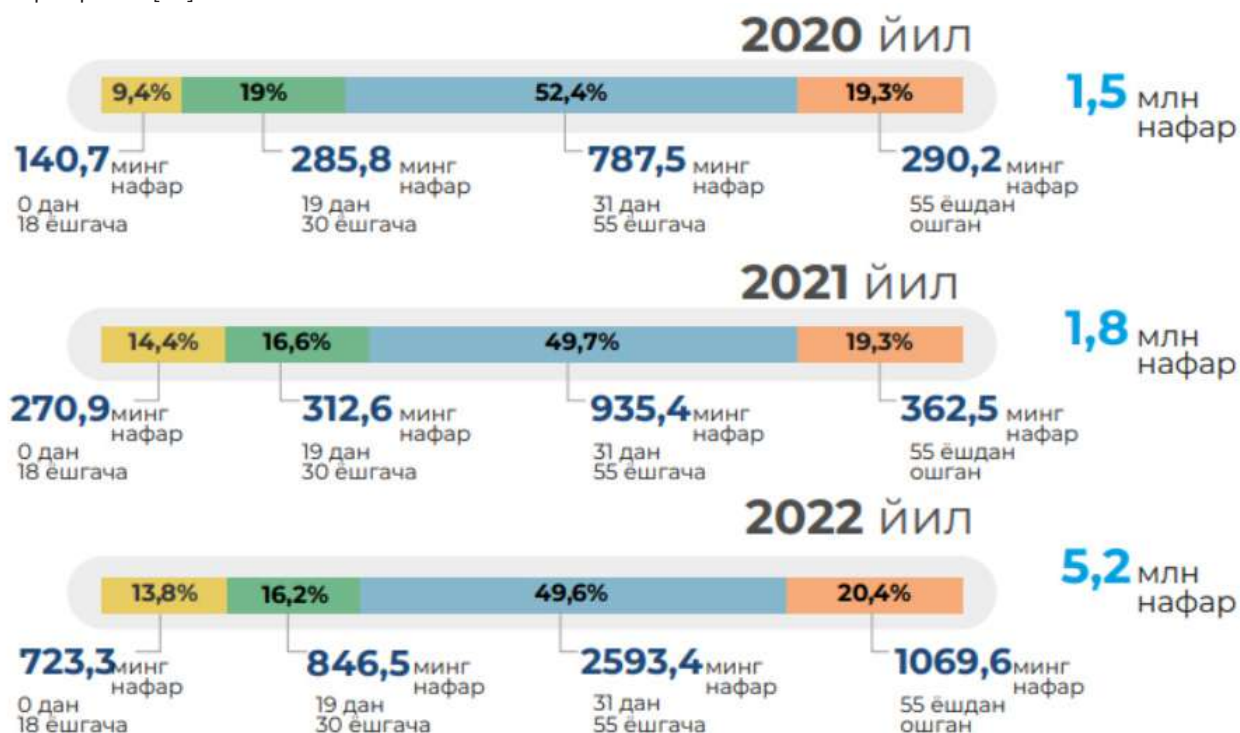 2020 йил
9,4% 19% 52,4% 19,3%
1,5 млн нафар
140,7 минг нафар
0 дан
18 ёшгача
285,8 минг нафар
19 дан
30 ёшгача
787,5 минг нафар
31 дан
55 ёшгача
290,2 минг нафар
55 ёшдан
ошган
2021 йил
14,4% 16,6% 49,7% 19,3%
1,8 млн нафар
270,9 минг нафар
0 дан
18 ёшгача
312,6 минг нафар
19 дан
30 ёшгача
935,4 минг нафар
31 дан
55 ёшгача
362,5 минг нафар
55 ёшдан
ошган
2022 йил
13,8% 16,2% 49,6% 20,4%
5,2 млн нафар
723,3 минг нафар
0 дан
18 ёшгача
846,5 минг нафар
19 дан
30 ёшгача
2593,4 минг нафар
31 дан
55 ёшгача
1069,6 минг нафар
55 ёшдан
ошган